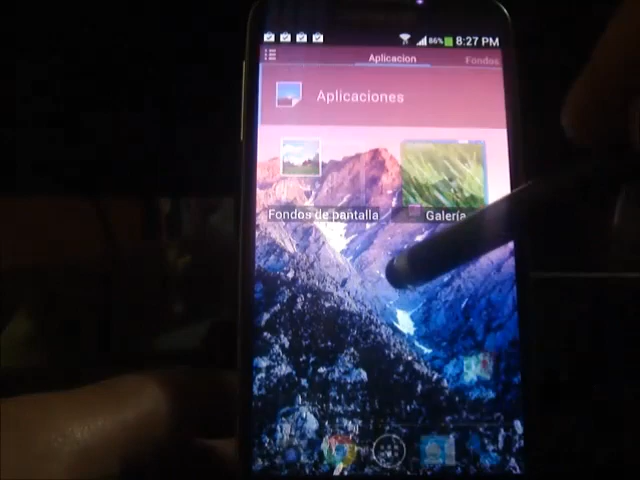 86% 8:27 PM
Aplicacion Fondos
Aplicaciones
Fondos de pantalla Galería